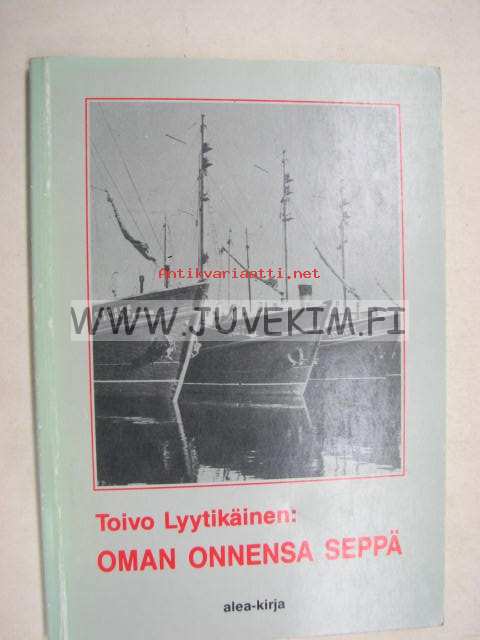 Antikvariaatti.net
WWW.JUVEKIM.FI
Toivo Lyytikäinen:
OMAN ONNENSA SEPPÄ
alea-kirja